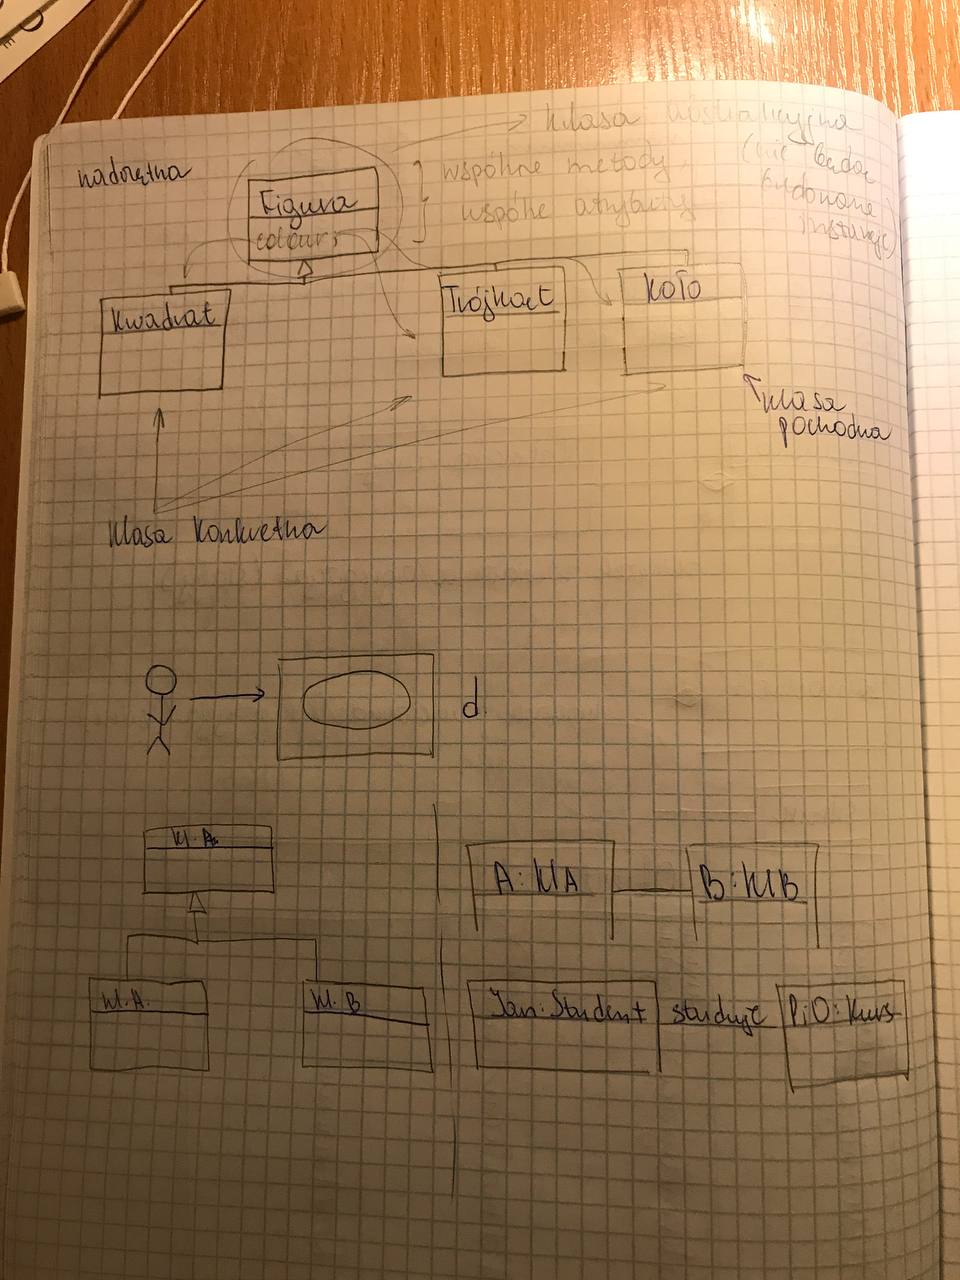 klasa abstrakcyjna
(nie będą
budowane
instancje)
nadrzędna
wspólne metody
wspólne atrybuty
Figura
colour;
Kwadrat
Trójkąt
Koło
klasa
pochodna
klasa konkretna
d.
kl. A
A: klA
B: klB
kl. A.
kl. B
Jan: Student
studiuje
PiO: Kurs